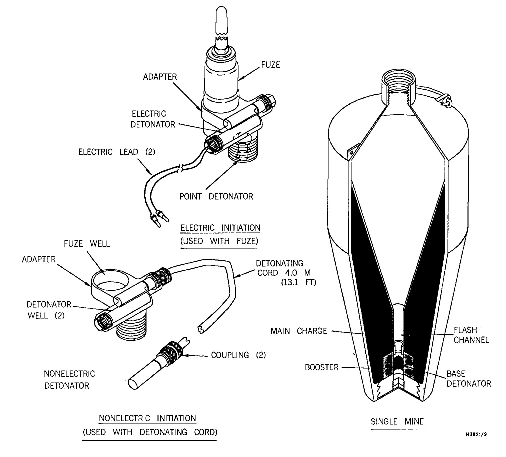 FUZE
ADAPTER
ELECTRIC
DETONATOR
ELECTRIC LEAD (2)
POINT DETONATOR
ELECTRIC INITIATION
(USED WITH FUZE)
FUZE WELL
ADAPTER
DETONATOR
WELL (2)
DETONATING
CORD 4.0 M
(13.1 FT)
COUPLING (2)
NONELECTRIC
DETONATOR
NONELECTRIC INITIATION
(USED WITH DETONATING CORD)
MAIN CHARGE
FLASH
CHANNEL
BOOSTER
BASE
DETONATOR
SINGLE MINE